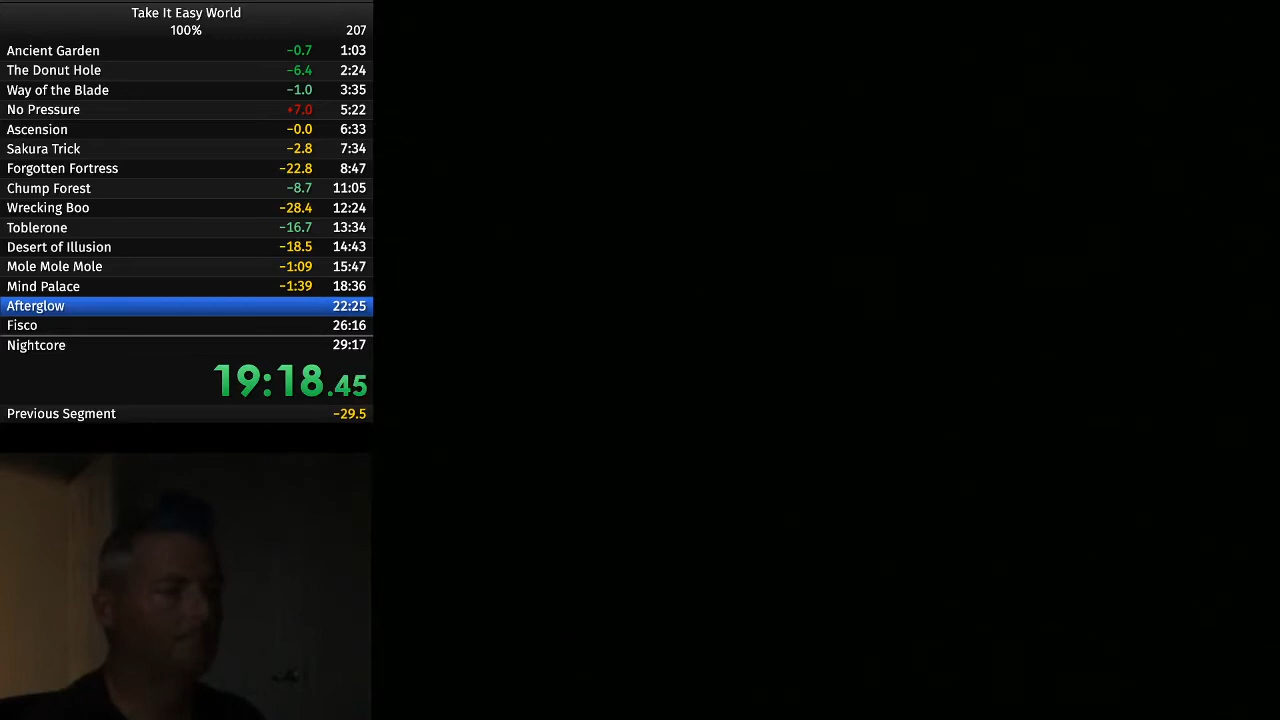 Take It Easy World
100% 207
Ancient Garden −0.7 1:03
The Donut Hole −6.4 2:24
Way of the Blade −1.0 3:35
No Pressure +7.0 5:22
Ascension −0.0 6:33
Sakura Trick −2.8 7:34
Forgotten Fortress −22.8 8:47
Chump Forest −8.7 11:05
Wrecking Boo −28.4 12:24
Toblerone −16.7 13:34
Desert of Illusion −18.5 14:43
Mole Mole Mole −1:09 15:47
Mind Palace −1:39 18:36
Afterglow 22:25
Fisco 26:16
Nightcore 29:17
19:18.45
Previous Segment −29.5